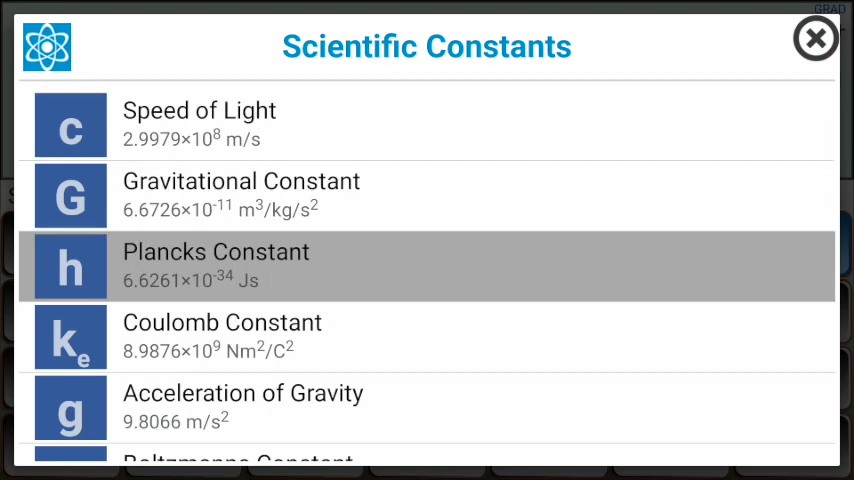 GRAD
Scientific Constants
c
Speed of Light
2.9979×10⁸ m/s
G
Gravitational Constant
6.6726×10⁻¹¹ m³/kg/s²
h
Plancks Constant
6.6261×10⁻³⁴ Js
kₑ
Coulomb Constant
8.9876×10⁹ Nm²/C²
g
Acceleration of Gravity
9.8066 m/s²
Boltzmanns Constant